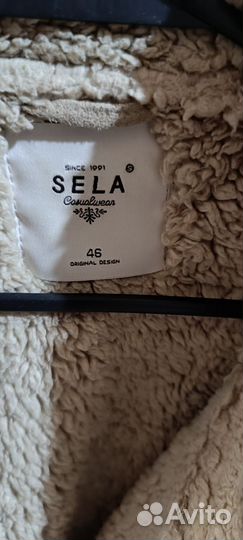 SINCE 1991
SELA S
Casualwear
46
ORIGINAL DESIGN
Avito